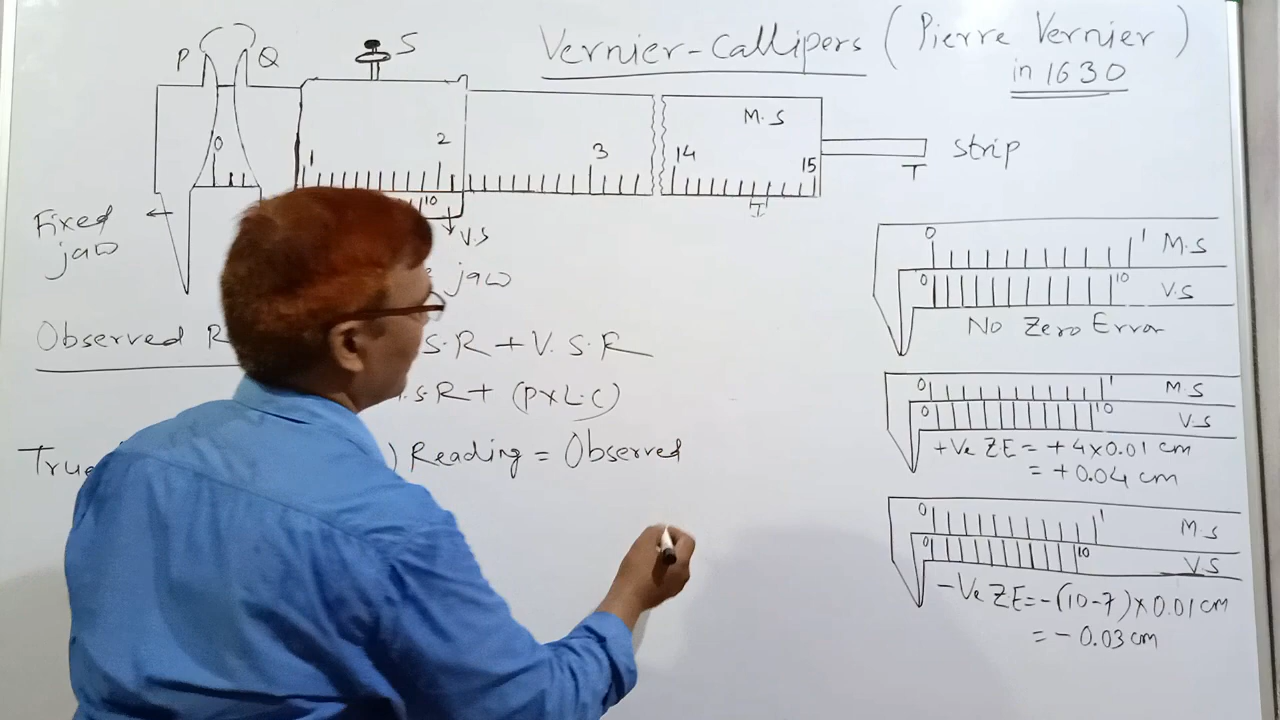 Vernier-Callipers (Pierre Vernier)
in 1630
P Q S
M.S
0 1 2 3 14 15
10
V.S
strip
T
I
Fixed
jaw
jaw
Observed R S.R + V.S.R
.S.R + (P×L.C)
True ) Reading = Observed
0 1 M.S
0 10 V.S
No Zero Error
0 1 M.S
0 10 V.S
+Ve ZE = +4×0.01 cm
= +0.04 cm
0 1 M.S
0 10 V.S
-Ve ZE = -(10-7)×0.01 cm
= - 0.03 cm